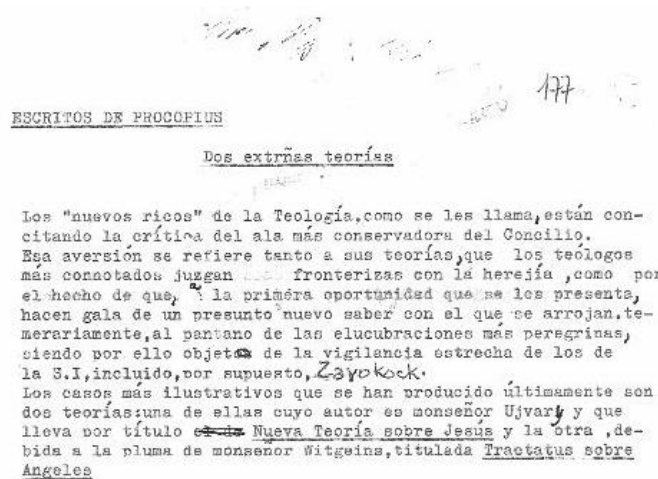 177
ESCRITOS DE PROCOPIUS
Dos extrñas teorías
Los "nuevos ricos" de la Teología,como se les llama,están con-
citando la crítica del ala más conservadora del Concilio.
Esa aversión se refiere tanto a sus teorías,que los teólogos
más connotados juzgan fronterizas con la herejía ,como por
el hecho de que, a la primera oportunidad que se les presenta,
hacen gala de un presunto nuevo saber con el que se arrojan.te-
merariamente,al pantano de las elucubraciones más peregrinas,
siendo por ello objeto de la vigilancia estrecha de los de
la S.I,incluido,por supuesto, Zayokock.
Los casos más ilustrativos que se han producido últimamente son
dos teorías:una de ellas cuyo autor es monseñor Ujvary y que
lleva por título Nueva Teoría sobre Jesús y la otra ,de-
bida a la pluma de monseñor Witgeins,titulada Tractatus sobre
Angeles